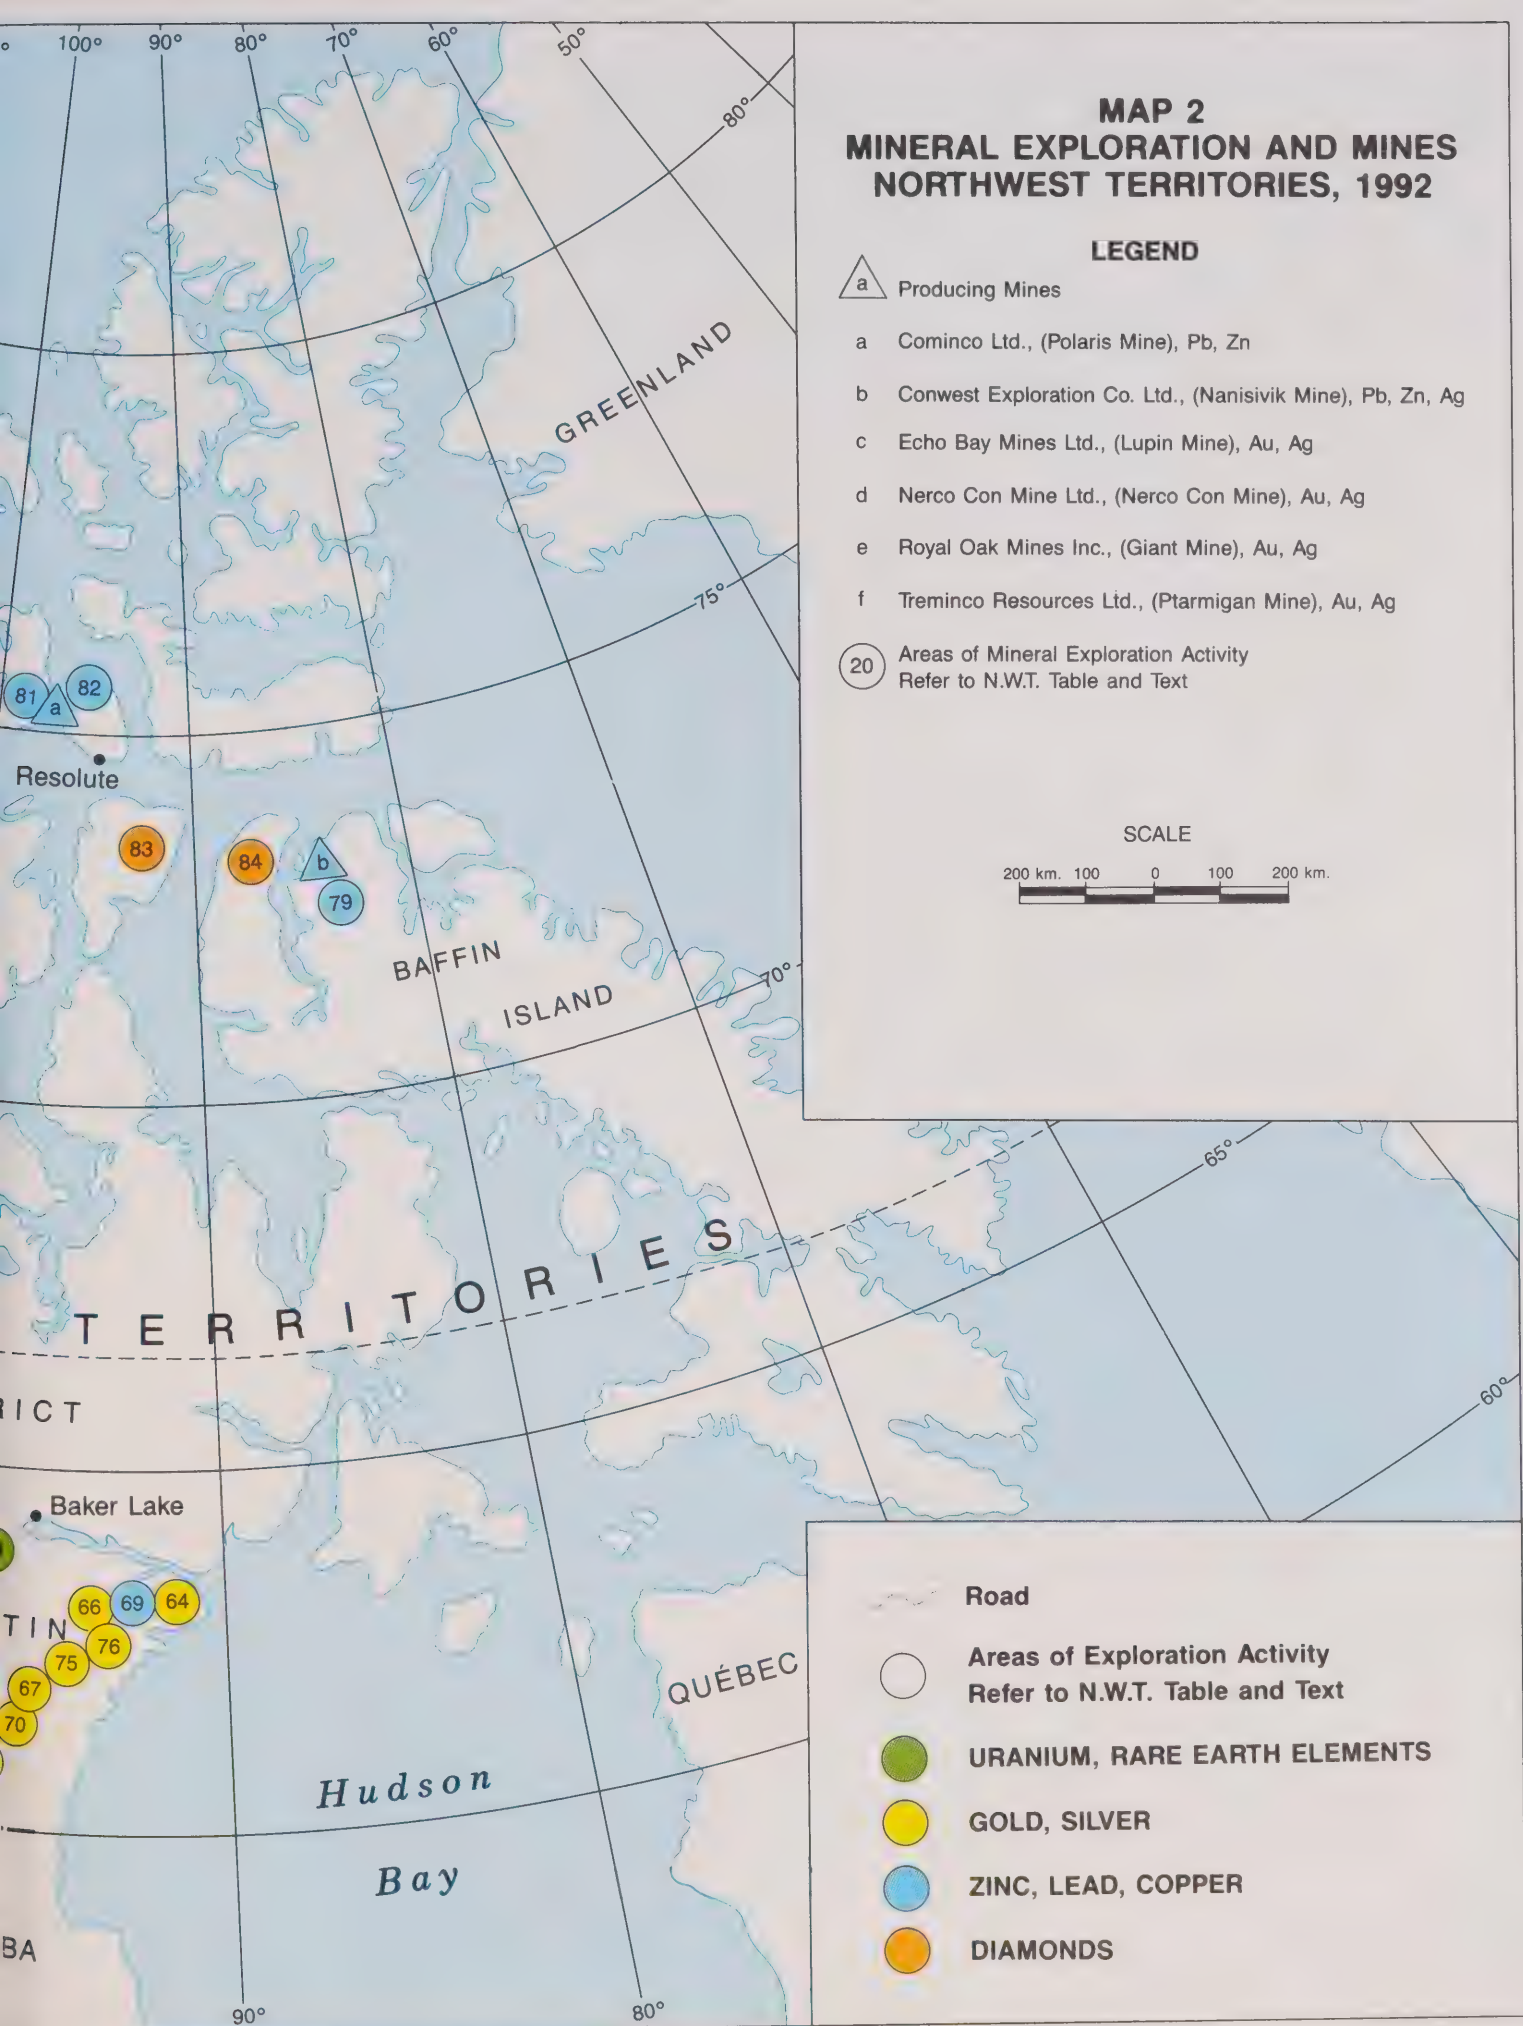 100° 90° 80° 70° 60° 50°
80°
75°
70°
65°
60°
90° 80°
MAP 2
MINERAL EXPLORATION AND MINES
NORTHWEST TERRITORIES, 1992
LEGEND
a Producing Mines
a Cominco Ltd., (Polaris Mine), Pb, Zn
b Conwest Exploration Co. Ltd., (Nanisivik Mine), Pb, Zn, Ag
c Echo Bay Mines Ltd., (Lupin Mine), Au, Ag
d Nerco Con Mine Ltd., (Nerco Con Mine), Au, Ag
e Royal Oak Mines Inc., (Giant Mine), Au, Ag
f Treminco Resources Ltd., (Ptarmigan Mine), Au, Ag
20 Areas of Mineral Exploration Activity
Refer to N.W.T. Table and Text
SCALE
200 km. 100 0 100 200 km.
GREENLAND
81 a 82
Resolute
83 84 b
79
BAFFIN
ISLAND
TERRITORIES
RICT
Baker Lake
66 69 64
TIN
76
75
67
70
QUÉBEC
Hudson
Bay
BA
Road
Areas of Exploration Activity
Refer to N.W.T. Table and Text
URANIUM, RARE EARTH ELEMENTS
GOLD, SILVER
ZINC, LEAD, COPPER
DIAMONDS